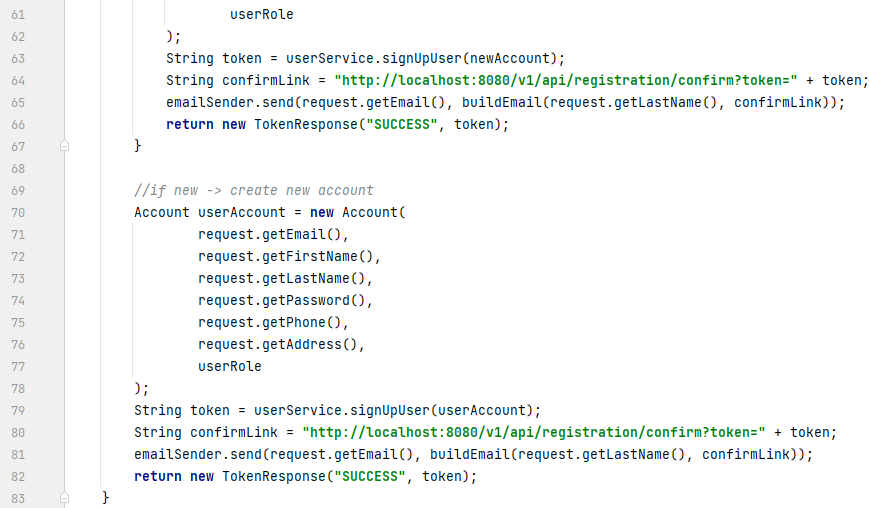 61 userRole
62 );
63 String token = userService.signUpUser(newAccount);
64 String confirmLink = "http://localhost:8080/v1/api/registration/confirm?token=" + token;
65 emailSender.send(request.getEmail(), buildEmail(request.getLastName(), confirmLink));
66 return new TokenResponse("SUCCESS", token);
67 }
68
69 //if new -> create new account
70 Account userAccount = new Account(
71 request.getEmail(),
72 request.getFirstName(),
73 request.getLastName(),
74 request.getPassword(),
75 request.getPhone(),
76 request.getAddress(),
77 userRole
78 );
79 String token = userService.signUpUser(userAccount);
80 String confirmLink = "http://localhost:8080/v1/api/registration/confirm?token=" + token;
81 emailSender.send(request.getEmail(), buildEmail(request.getLastName(), confirmLink));
82 return new TokenResponse("SUCCESS", token);
83 }